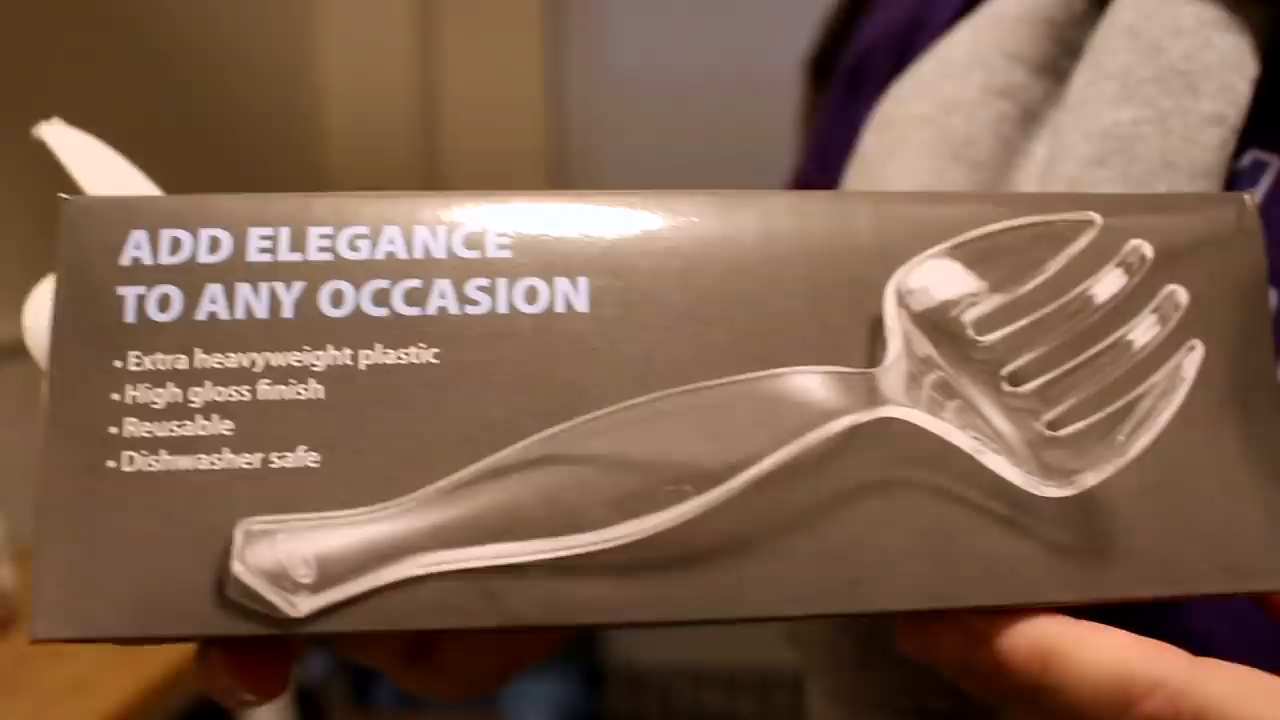 ADD ELEGANCE
TO ANY OCCASION
• Extra heavyweight plastic
• High gloss finish
• Reusable
• Dishwasher safe